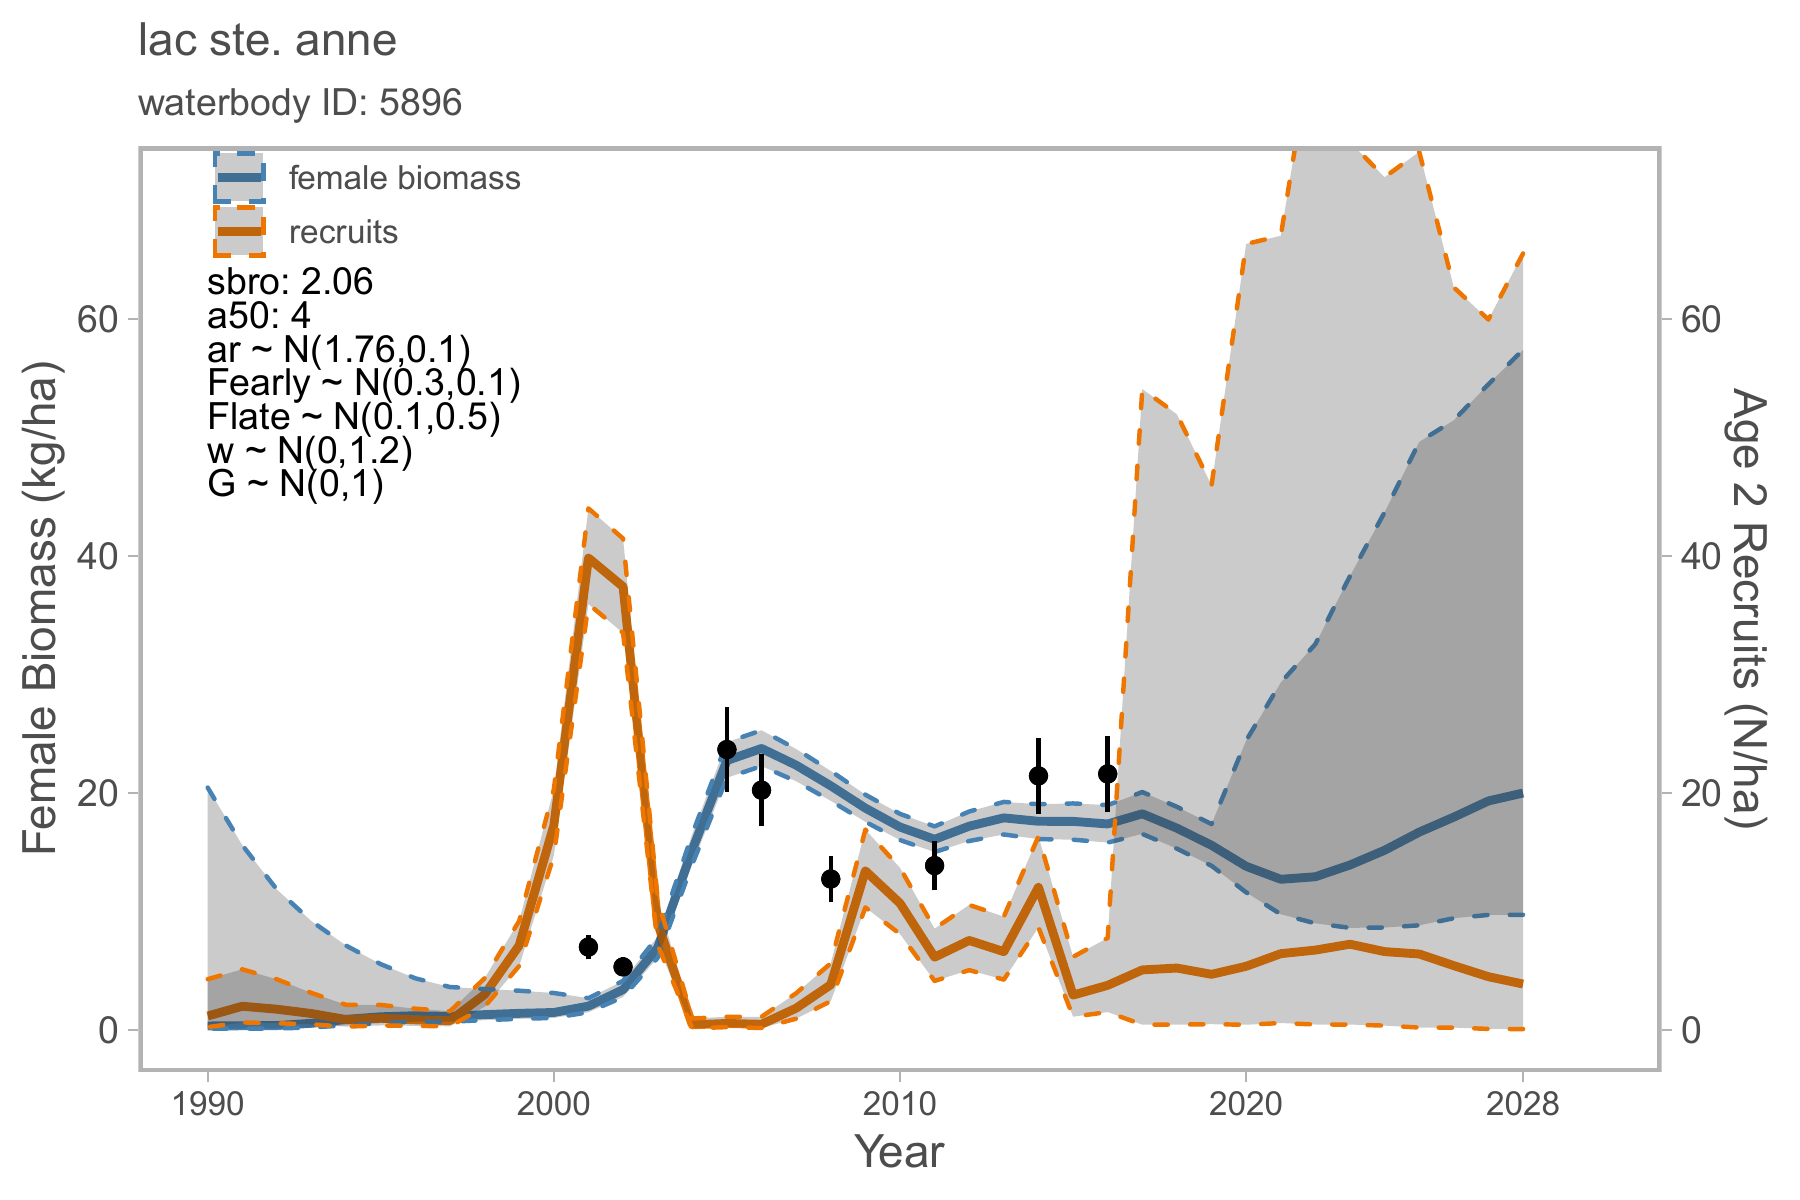 lac ste. anne
waterbody ID: 5896
female biomass
recruits
sbro: 2.06
a50: 4
ar ~ N(1.76,0.1)
Fearly ~ N(0.3,0.1)
Flate ~ N(0.1,0.5)
w ~ N(0,1.2)
G ~ N(0,1)
Female Biomass (kg/ha)
60
40
20
0
60
40
20
0
Age 2 Recruits (N/ha)
1990
2000
2010
2020
2028
Year